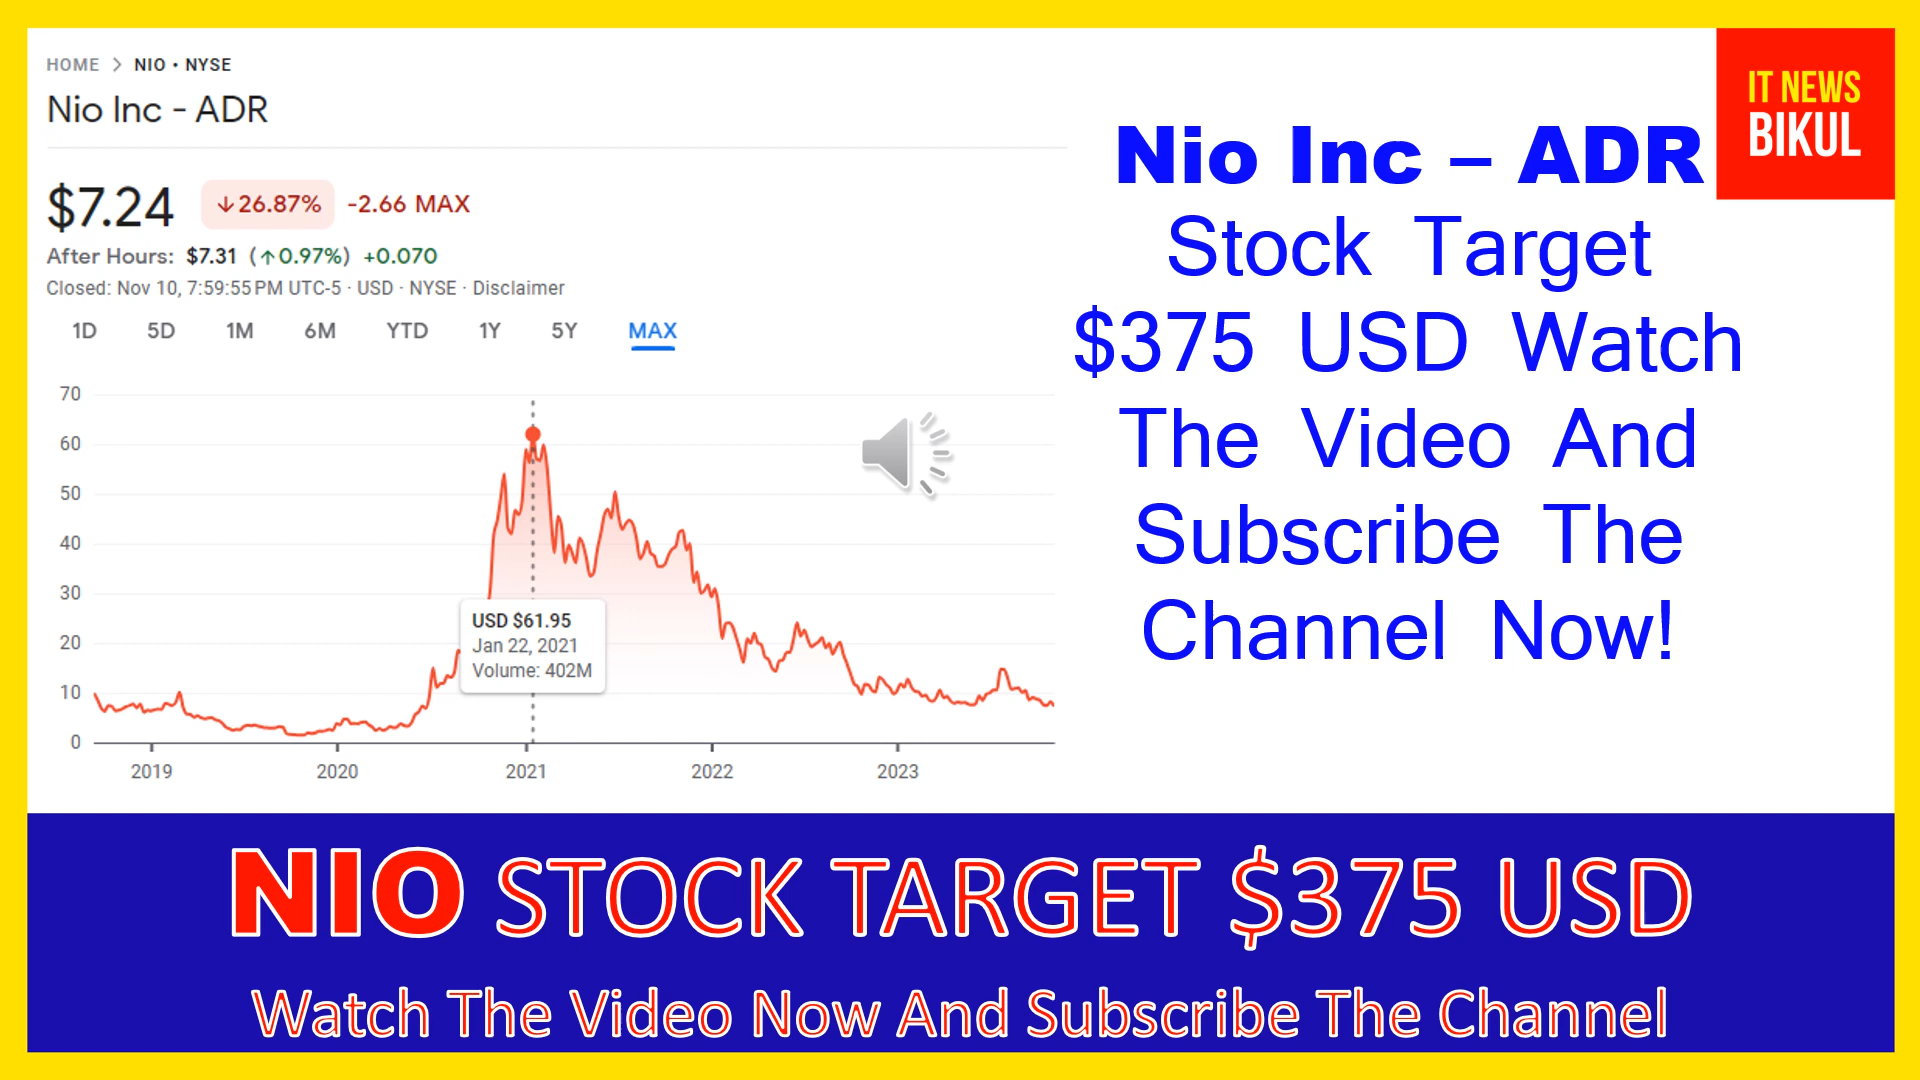 HOME > NIO • NYSE
Nio Inc - ADR
$7.24 ↓26.87% -2.66 MAX
After Hours: $7.31 (↑0.97%) +0.070
Closed: Nov 10, 7:59:55 PM UTC-5 · USD · NYSE · Disclaimer
1D 5D 1M 6M YTD 1Y 5Y MAX
70
60
50
40
30
20
10
0
USD $61.95
Jan 22, 2021
Volume: 402M
2019 2020 2021 2022 2023
Nio Inc – ADR
Stock Target
$375 USD Watch
The Video And
Subscribe The
Channel Now!
IT NEWS
BIKUL
NIO STOCK TARGET $375 USD
Watch The Video Now And Subscribe The Channel